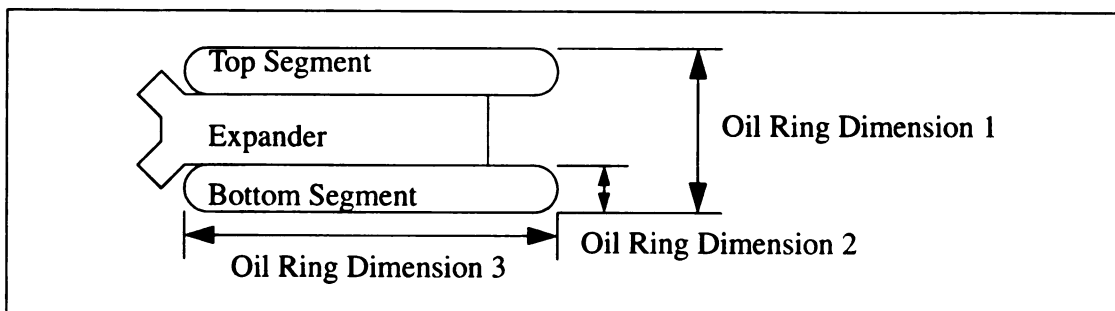 Top Segment
Oil Ring Dimension 1
Expander
Bottom Segment
Oil Ring Dimension 2
Oil Ring Dimension 3